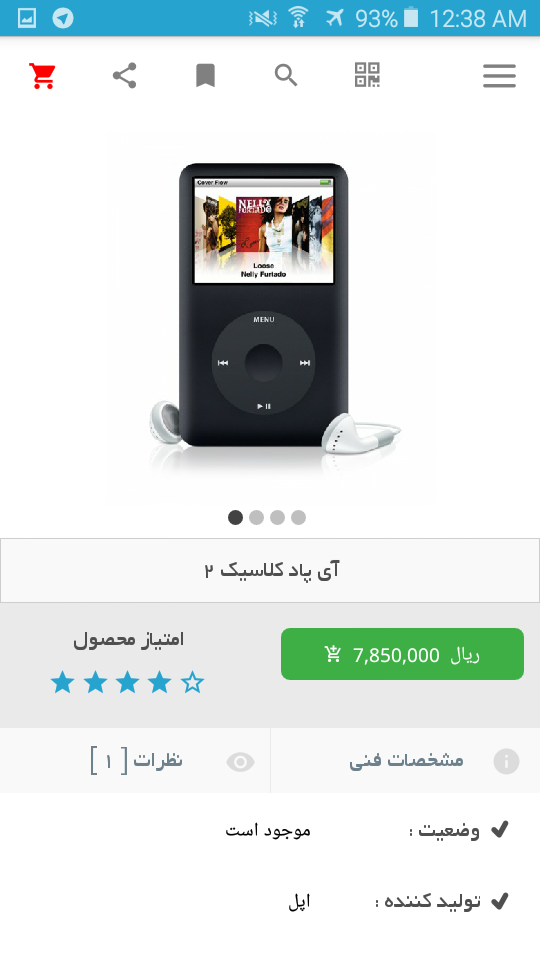 93% 12:38 AM
Cover Flow
NELLY
FURTADO
Loose
Nelly Furtado
MENU
آی پاد کلاسیک ۲
امتیاز محصول
7,850,000 ریال
مشخصات فنی
نظرات [ ۱ ]
وضعیت : موجود است
تولید کننده : اپل